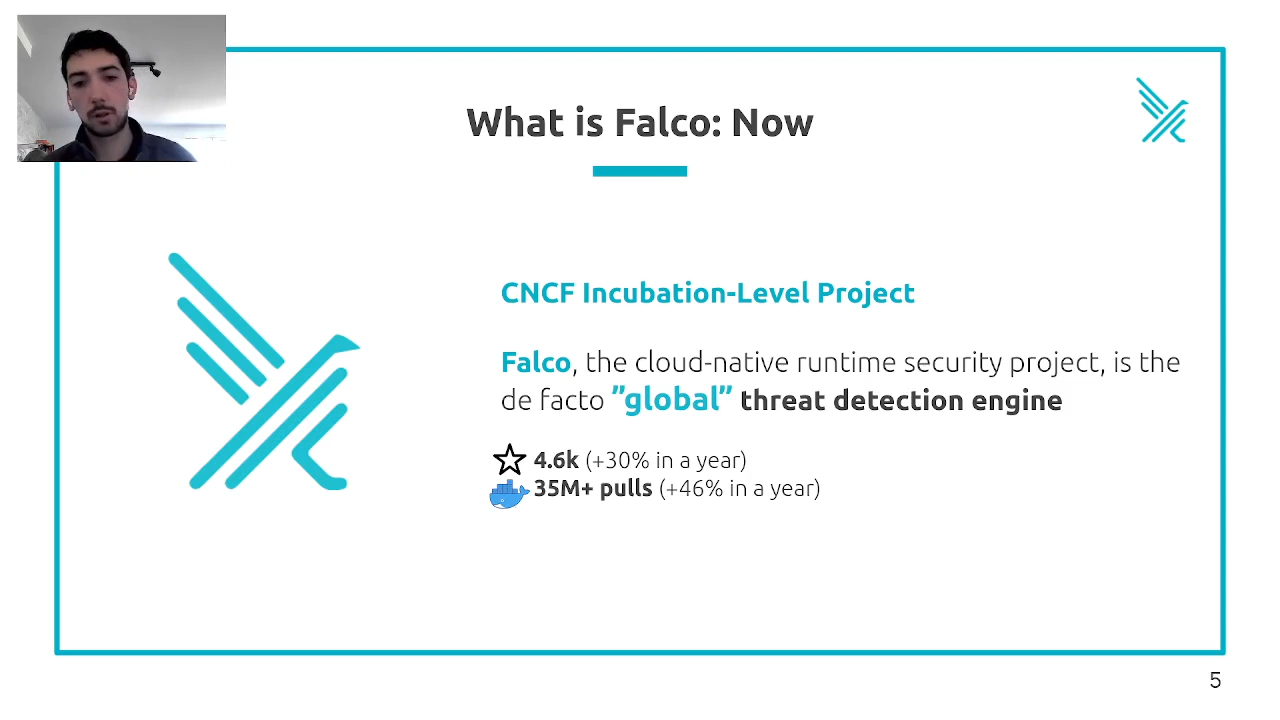 What is Falco: Now
CNCF Incubation-Level Project
Falco, the cloud-native runtime security project, is the
de facto ”global” threat detection engine
4.6k (+30% in a year)
35M+ pulls (+46% in a year)
5